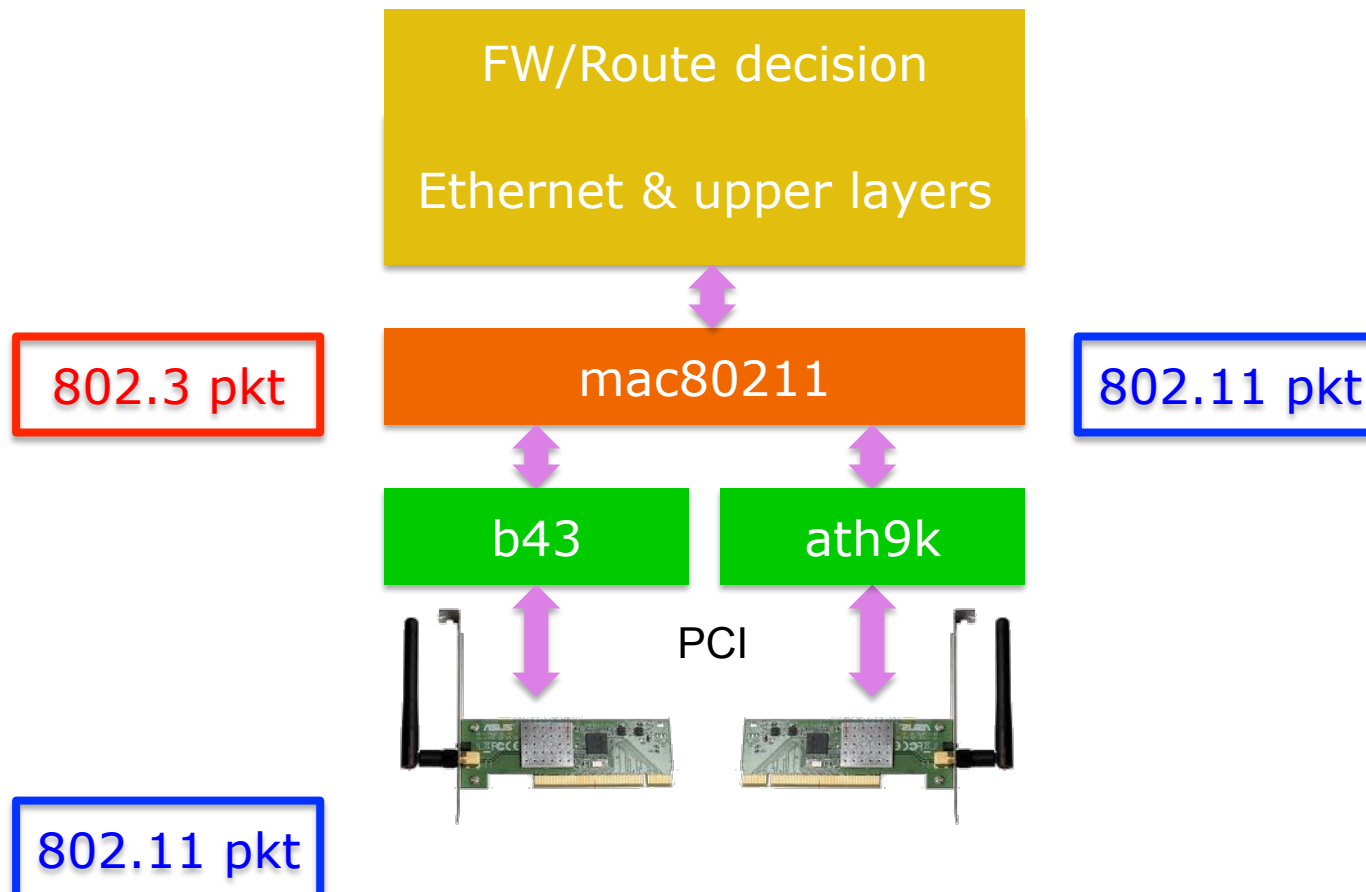 FW/Route decision
Ethernet & upper layers
802.3 pkt
mac80211
802.11 pkt
b43
ath9k
PCI
ASUS
802.11 pkt